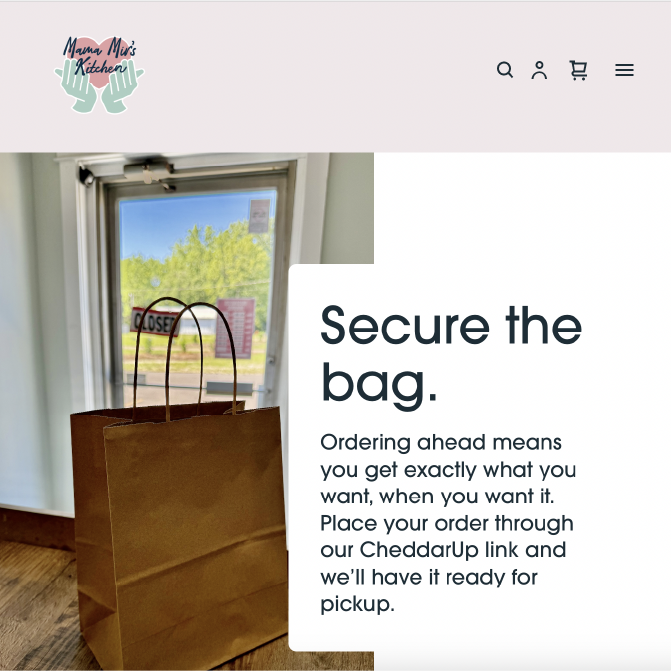 Mama Mir's
Kitchen
CLOSED
Secure the
bag.
Ordering ahead means
you get exactly what you
want, when you want it.
Place your order through
our CheddarUp link and
we'll have it ready for
pickup.